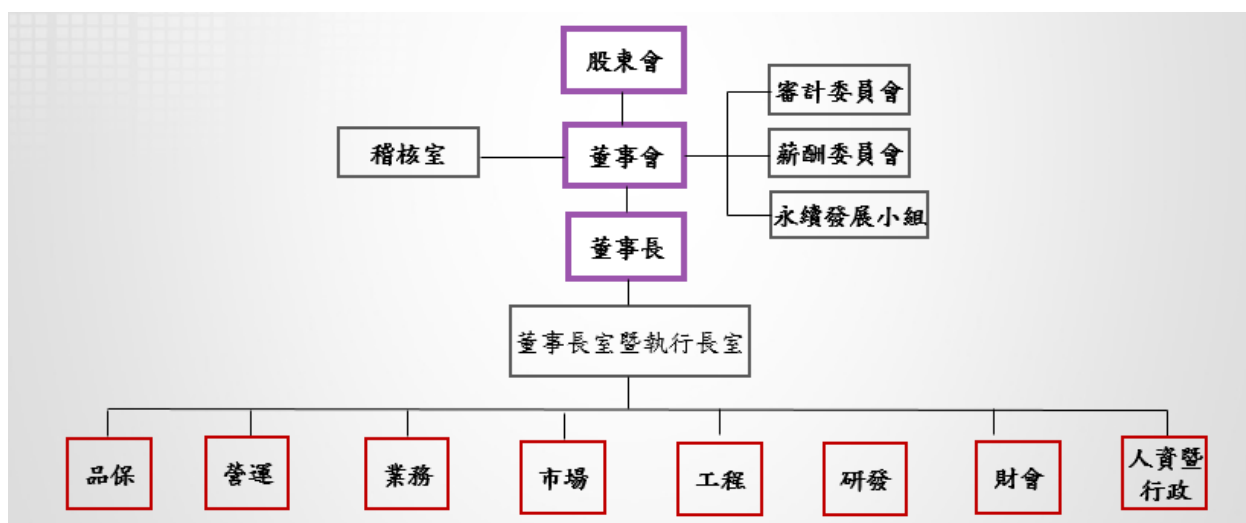 股東會
審計委員會
稽核室
董事會
薪酬委員會
永續發展小組
董事長
董事長室暨執行長室
品保
營運
業務
市場
工程
研發
財會
人資暨
行政